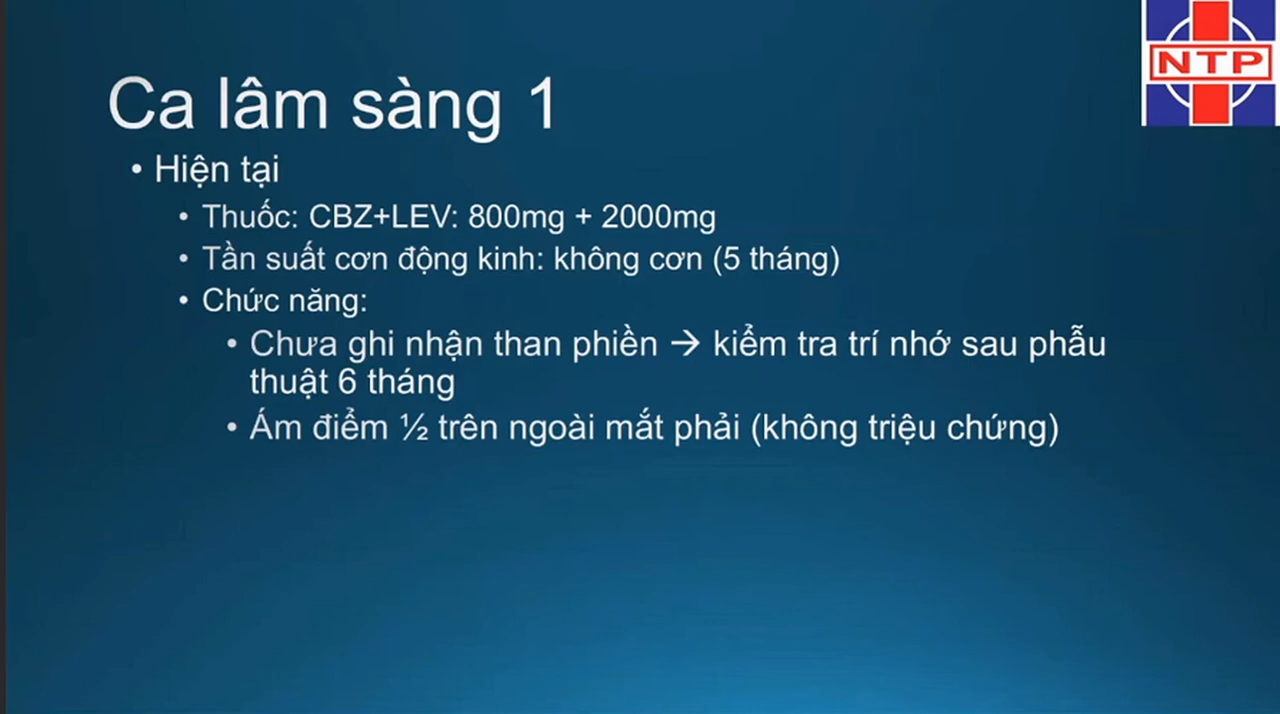 NTP
Ca lâm sàng 1
• Hiện tại
• Thuốc: CBZ+LEV: 800mg + 2000mg
• Tần suất cơn động kinh: không cơn (5 tháng)
• Chức năng:
• Chưa ghi nhận than phiền → kiểm tra trí nhớ sau phẫu
thuật 6 tháng
• Ám điểm ½ trên ngoài mắt phải (không triệu chứng)